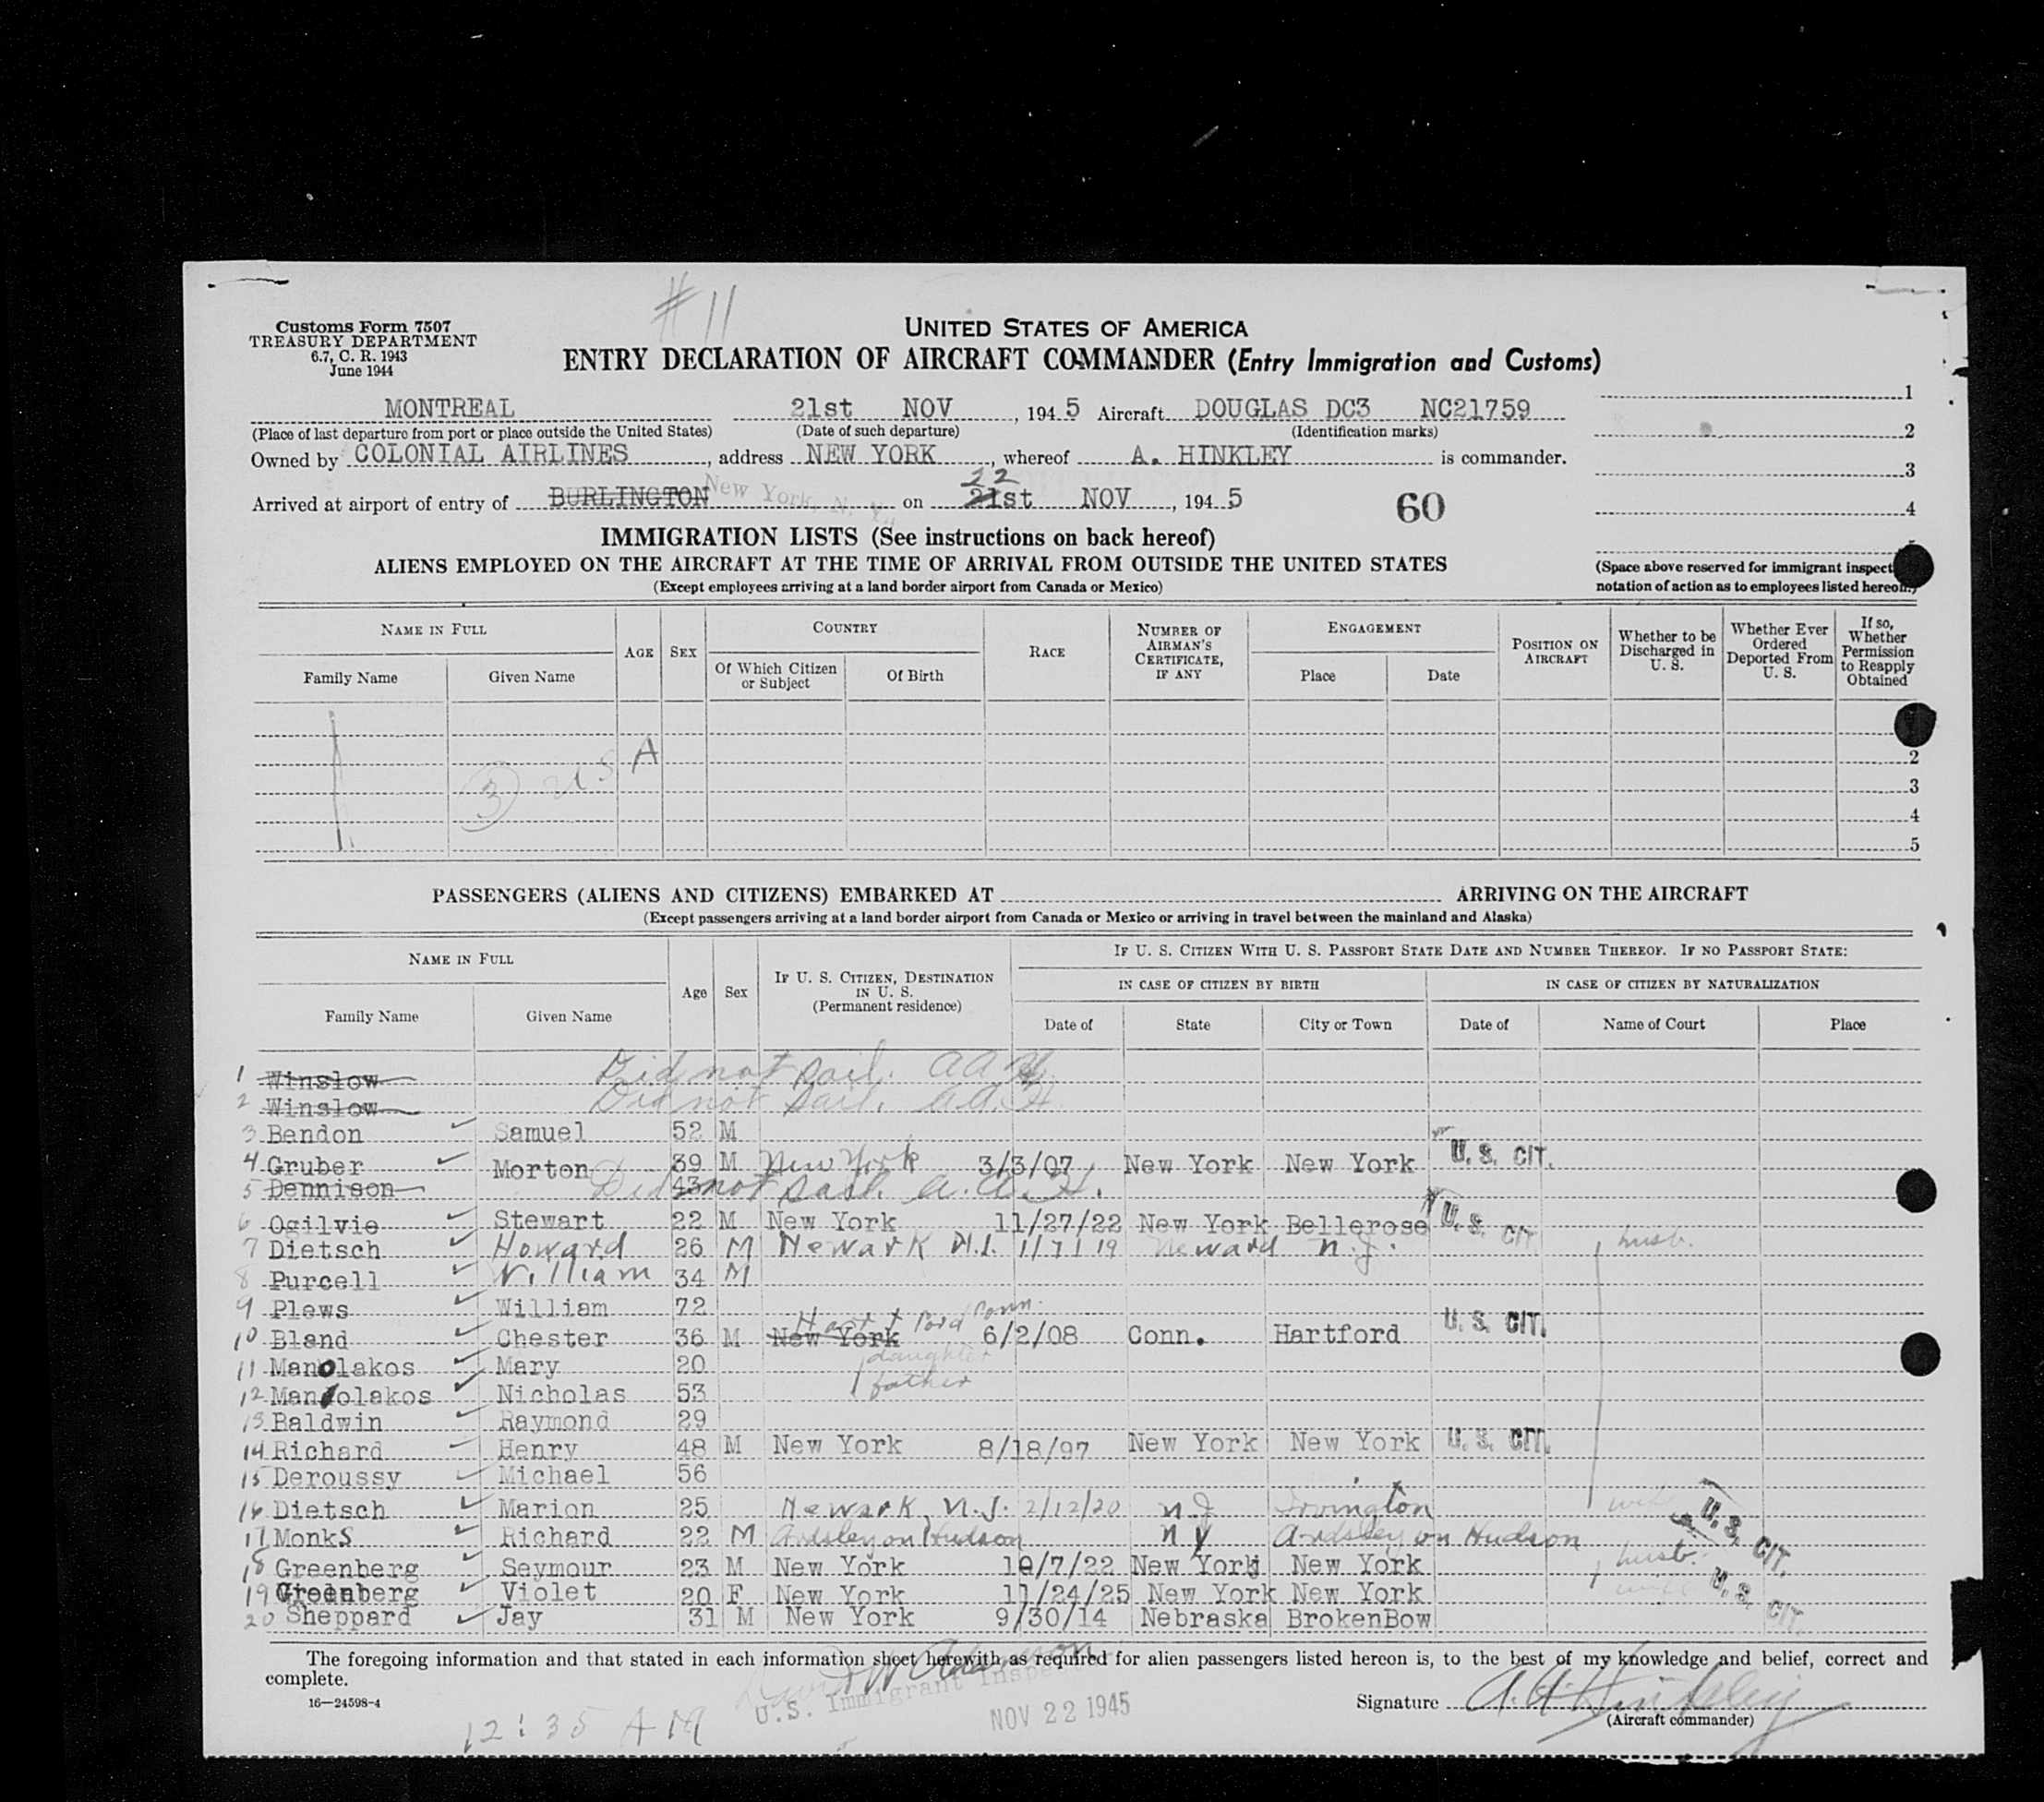 #11
Customs Form 7507
TREASURY DEPARTMENT
6.7, C. R. 1943
June 1944
UNITED STATES OF AMERICA
ENTRY DECLARATION OF AIRCRAFT COMMANDER (Entry Immigration and Customs)
MONTREAL 21st NOV , 194 5 Aircraft DOUGLAS DC3 NC21759
(Place of last departure from port or place outside the United States) (Date of such departure) (Identification marks)
Owned by COLONIAL AIRLINES , address NEW YORK , whereof A. HINKLEY is commander.
Arrived at airport of entry of BURLINGTON New York, N. Y. on 21st 22 NOV , 194 5
60
1
2
3
4
IMMIGRATION LISTS (See instructions on back hereof)
ALIENS EMPLOYED ON THE AIRCRAFT AT THE TIME OF ARRIVAL FROM OUTSIDE THE UNITED STATES
(Except employees arriving at a land border airport from Canada or Mexico)
(Space above reserved for immigrant inspect
notation of action as to employees listed hereon.)
NAME IN FULL
Family Name Given Name
AGE SEX
COUNTRY
Of Which Citizen or Subject Of Birth
RACE
NUMBER OF AIRMAN'S CERTIFICATE, IF ANY
ENGAGEMENT
Place Date
POSITION ON AIRCRAFT
Whether to be Discharged in U. S.
Whether Ever Ordered Deported From U. S.
If so, Whether Permission to Reapply Obtained
3 U S A
2
3
4
5
PASSENGERS (ALIENS AND CITIZENS) EMBARKED AT ARRIVING ON THE AIRCRAFT
(Except passengers arriving at a land border airport from Canada or Mexico or arriving in travel between the mainland and Alaska)
NAME IN FULL
Family Name Given Name
Age Sex
IF U. S. CITIZEN, DESTINATION IN U. S. (Permanent residence)
IF U. S. CITIZEN WITH U. S. PASSPORT STATE DATE AND NUMBER THEREOF. IF NO PASSPORT STATE:
IN CASE OF CITIZEN BY BIRTH IN CASE OF CITIZEN BY NATURALIZATION
Date of State City or Town Date of Name of Court Place
1 Winslow Did not sail. A A H.
2 Winslow Did not sail. A.A.H.
3 Bendon Samuel 52 M
4 Gruber Morton 39 M New York 3/3/07 New York New York U. S. CIT.
5 Dennison 43 Did not sail. A. A. H.
6 Ogilvie Stewart 22 M New York 11/27/22 New York Bellerose U. S. CIT
7 Dietsch Howard 26 M Newark N.J. 1/7/19 Newark N.J. husb.
8 Purcell William 34 M
9 Plews William 72
10 Bland Chester 36 M New York Hartford Conn. 6/2/08 Conn. Hartford U. S. CIT.
11 Manolakos Mary 20 daughter
12 Manolakos Nicholas 53 father
13 Baldwin Raymond 29
14 Richard Henry 48 M New York 8/18/97 New York New York U. S. CIT.
15 Deroussy Michael 56
16 Dietsch Marion 25 Newark, N.J. 2/12/20 N.J. Irvington wife U. S. CIT.
17 Monks Richard 22 M Ardsley on Hudson N Y Ardsley on Hudson
18 Greenberg Seymour 23 M New York 10/7/22 New York New York husb. U. S. CIT.
19 Greenberg Violet 20 F New York 11/24/25 New York New York wife
20 Sheppard Jay 31 M New York 9/30/14 Nebraska BrokenBow
The foregoing information and that stated in each information sheet herewith as required for alien passengers listed hereon is, to the best of my knowledge and belief, correct and
complete.
16—24598-4
U.S. Immigrant Inspector
12:35 AM
NOV 22 1945
Signature A. A. Hinkley
(Aircraft commander)